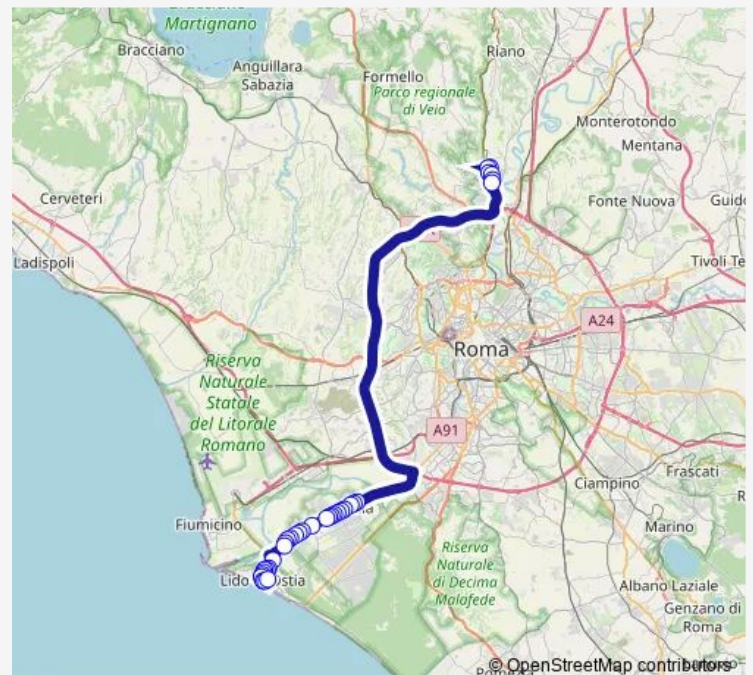 Bracciano
Martignano
Bracciano
Riano
Anguillara
Sabazia
Formello
Parco regionale
di Veio
Monterotondo
Mentana
Cerveteri
Fonte Nuova
Guido
Ladispoli
Tivoli Te
A24
Roma
Riserva
Naturale
Statale
del Litorale
Romano
A91
Frascati
Ciampino
Fiumicino
Marino
Riserva
Naturale
di Decima
Malafede
Lido
Ostia
Albano Laziale
Genzano di
Roma
© OpenStreetMap contributors